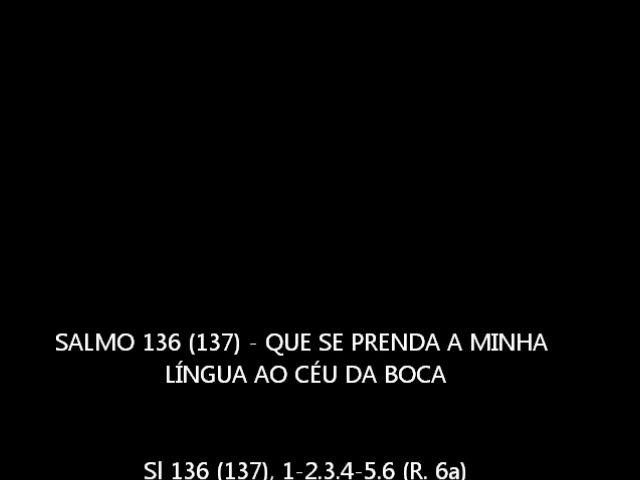 SALMO 136 (137) - QUE SE PRENDA A MINHA
LÍNGUA AO CÉU DA BOCA
Sl 136 (137), 1-2.3.4-5.6 (R. 6a)